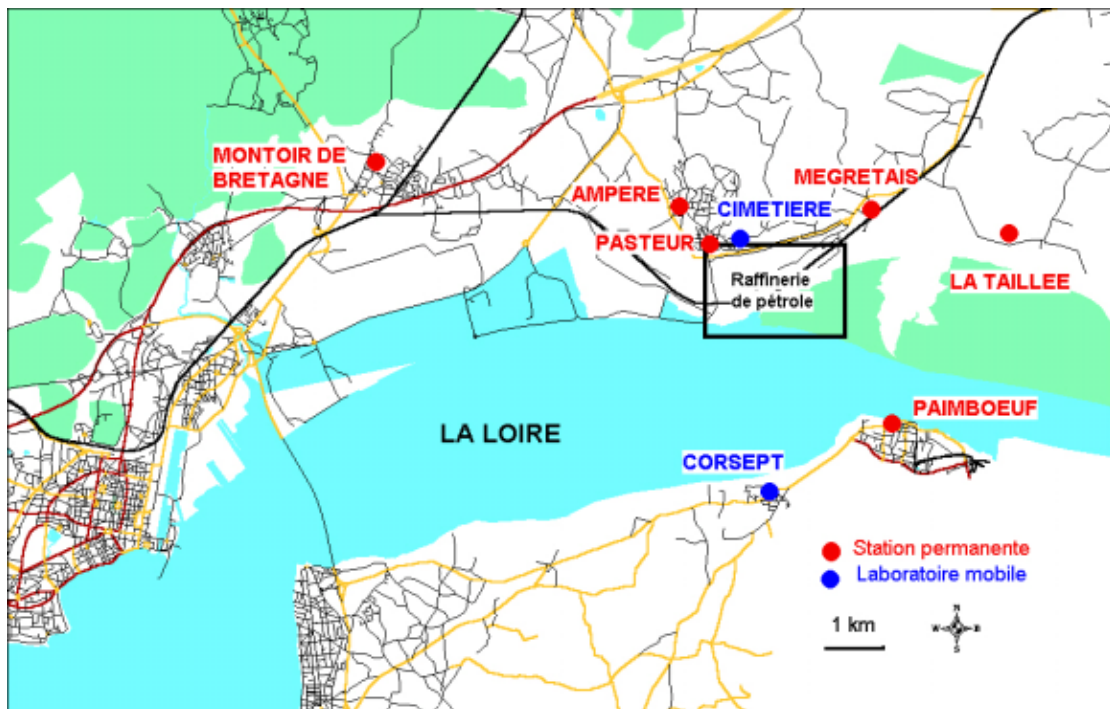 MONTOIR DE
BRETAGNE
AMPERE
MEGRETAIS
CIMETIERE
PASTEUR
Raffinerie
de pètrole
LA TAILLEE
PAIMBOEUF
LA LOIRE
CORSEPT
Station permanente
Laboratoire mobile
1 km
N
W
E
S